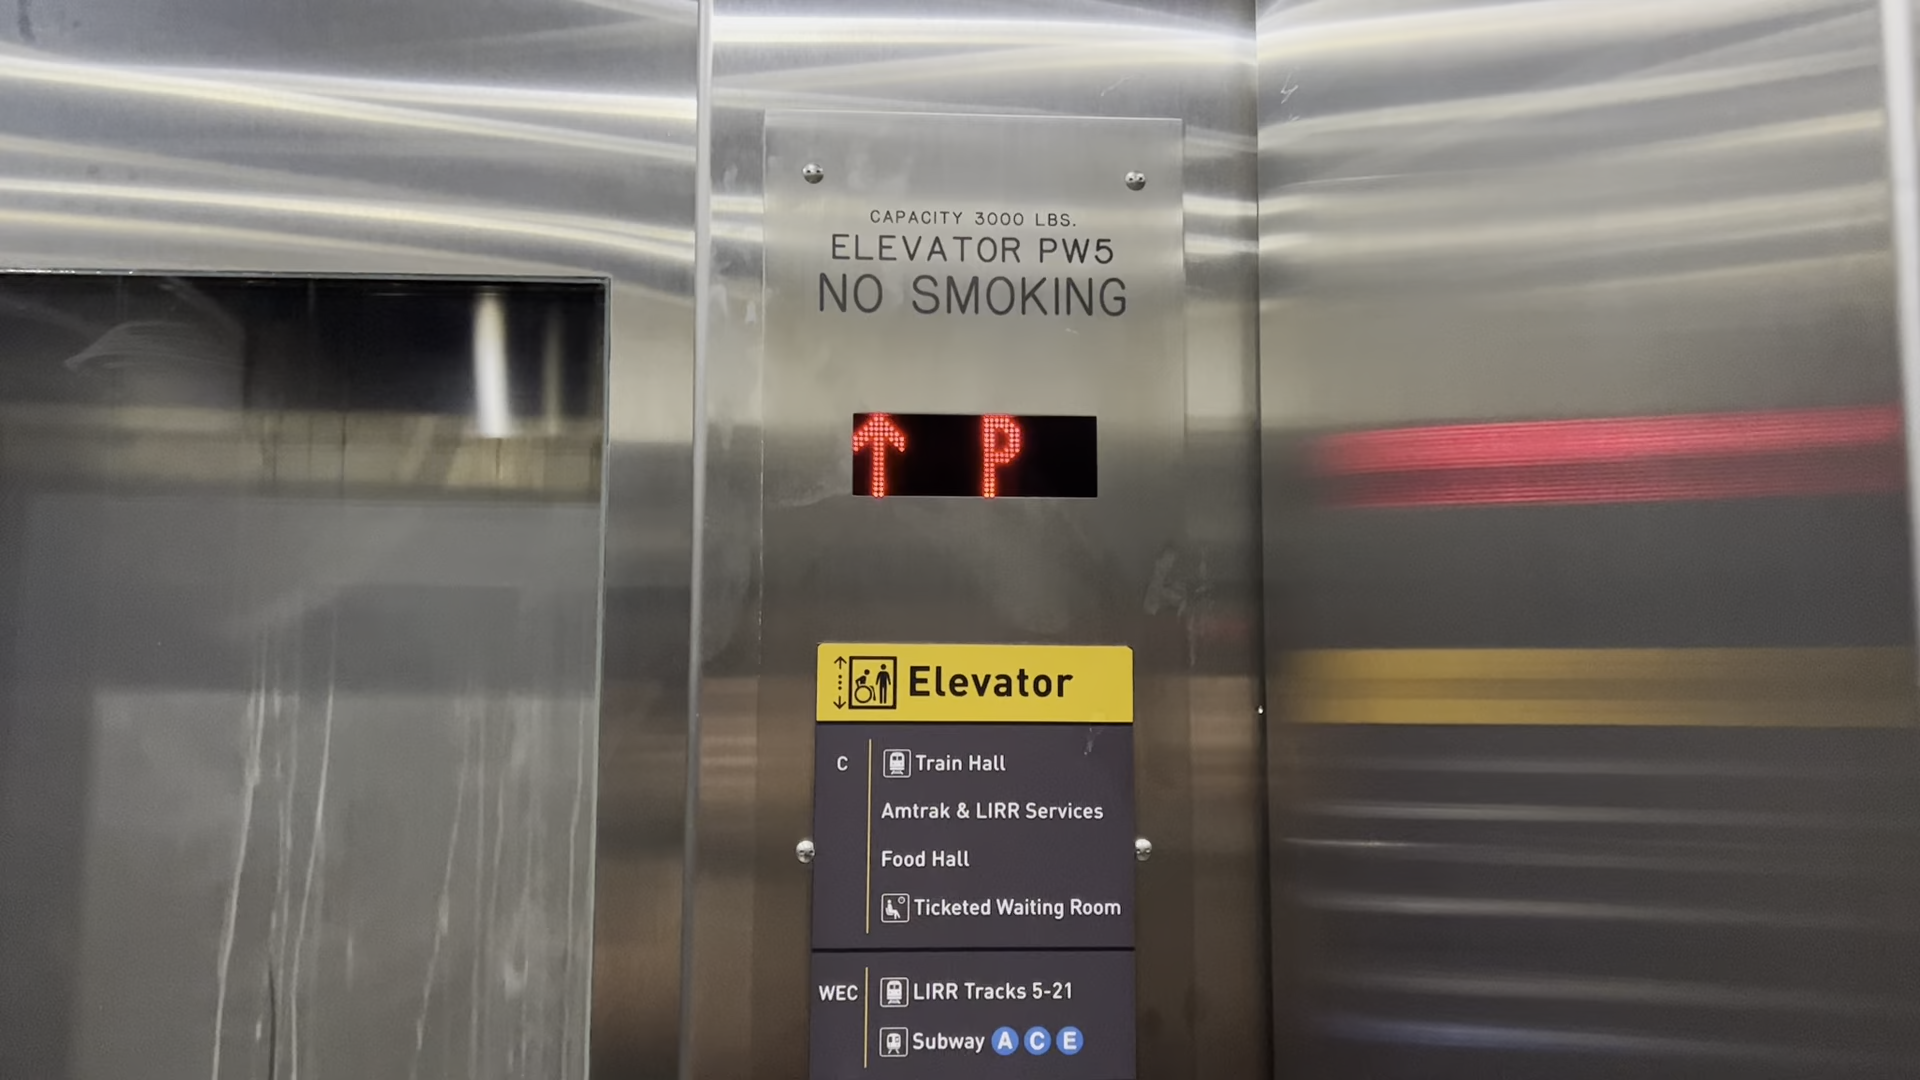 CAPACITY 3000 LBS.
ELEVATOR PW5
NO SMOKING
↑ P
Elevator
C Train Hall
Amtrak & LIRR Services
Food Hall
Ticketed Waiting Room
WEC LIRR Tracks 5-21
Subway A C E